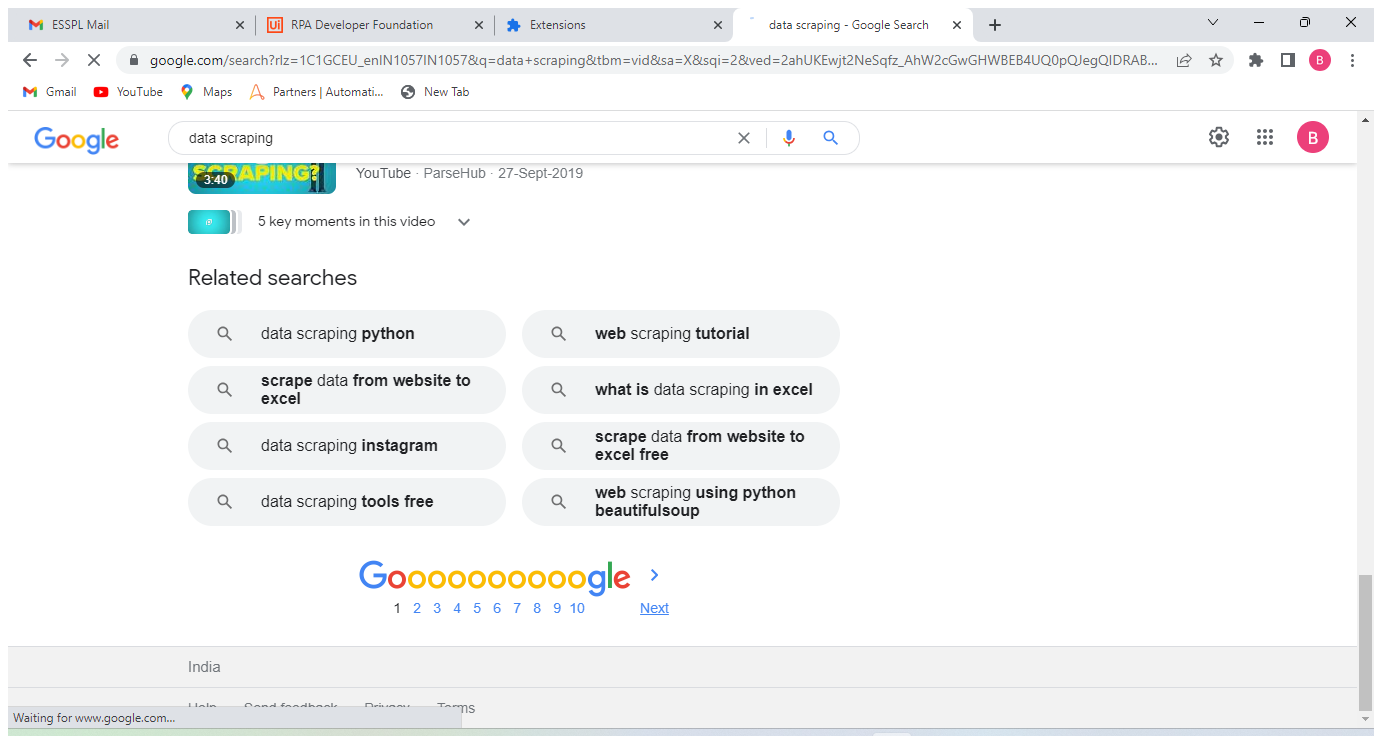 ESSPL Mail
RPA Developer Foundation
Extensions
data scraping - Google Search
google.com/search?rlz=1C1GCEU_enIN1057IN1057&q=data+scraping&tbm=vid&sa=X&sqi=2&ved=2ahUKEwjt2NeSqfz_AhW2cGwGHWBEB4UQ0pQJegQIDRAB...
B
Gmail
YouTube
Maps
Partners | Automati...
New Tab
Google
data scraping
B
SCRAPING?
3:40
YouTube · ParseHub · 27-Sept-2019
5 key moments in this video
Related searches
data scraping python
web scraping tutorial
scrape data from website to
excel
what is data scraping in excel
data scraping instagram
scrape data from website to
excel free
data scraping tools free
web scraping using python
beautifulsoup
Goooooooooogle
1 2 3 4 5 6 7 8 9 10 Next
India
Help Send feedback Privacy Terms
Waiting for www.google.com...